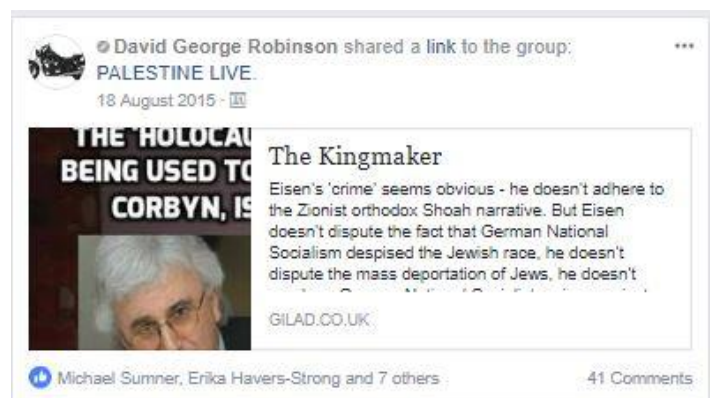 David George Robinson shared a link to the group:
PALESTINE LIVE.
18 August 2015 ·
THE 'HOLOCAU
BEING USED TO
CORBYN, IS
The Kingmaker
Eisen's 'crime' seems obvious - he doesn't adhere to
the Zionist orthodox Shoah narrative. But Eisen
doesn't dispute the fact that German National
Socialism despised the Jewish race, he doesn't
dispute the mass deportation of Jews, he doesn't
GILAD.CO.UK
Michael Sumner, Erika Havers-Strong and 7 others
41 Comments